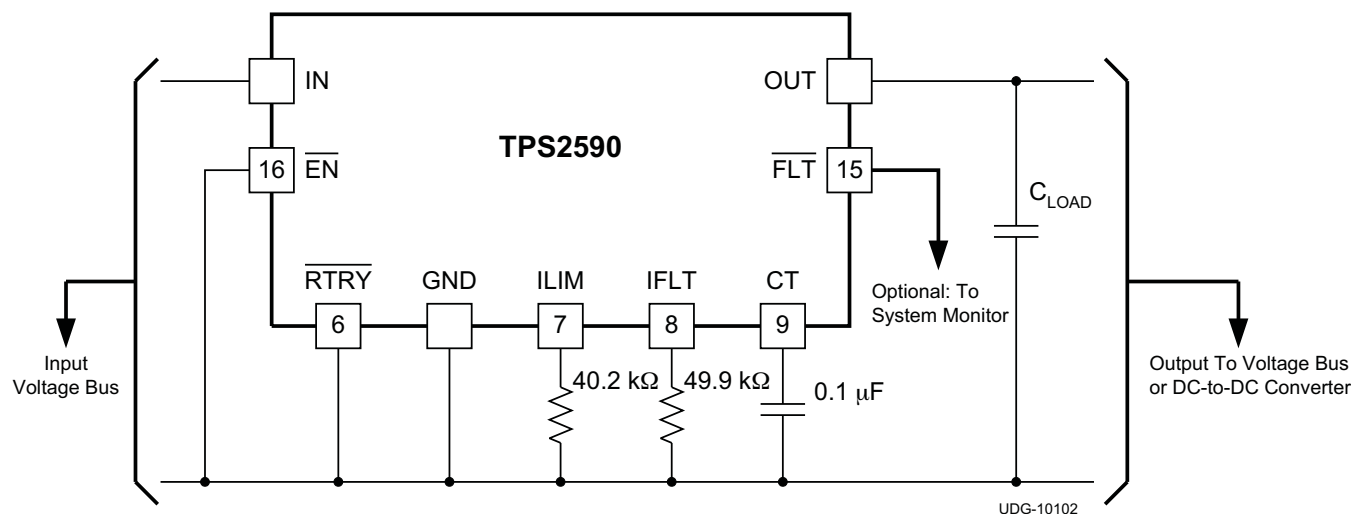 IN
OUT
TPS2590
16
EN
FLT
15
C_LOAD
RTRY
GND
ILIM
IFLT
CT
Optional: To
System Monitor
6
7
8
9
Input
Voltage Bus
40.2 kΩ
49.9 kΩ
0.1 μF
Output To Voltage Bus
or DC-to-DC Converter
UDG-10102